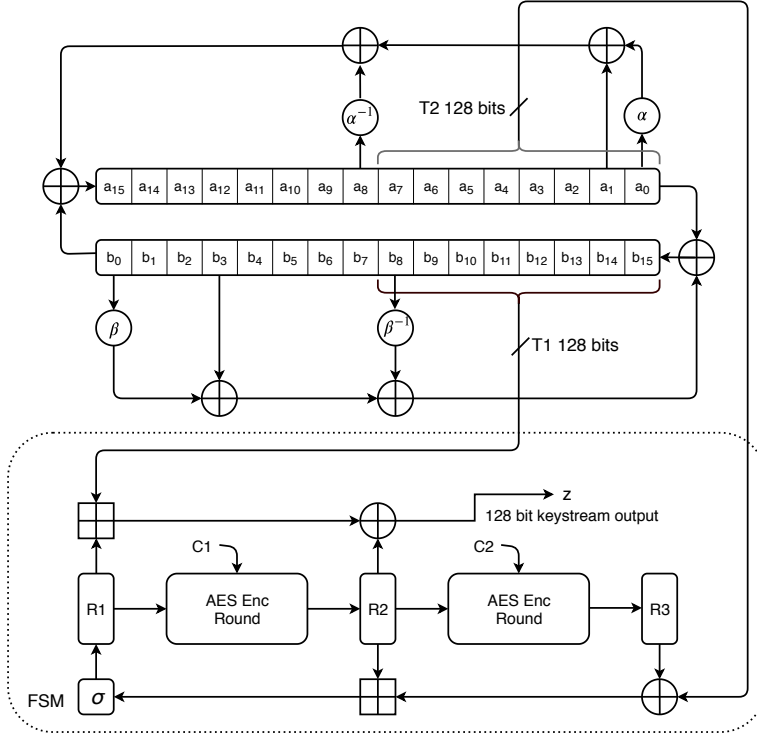 T2 128 bits
α⁻¹
α
a₁₅ a₁₄ a₁₃ a₁₂ a₁₁ a₁₀ a₉ a₈ a₇ a₆ a₅ a₄ a₃ a₂ a₁ a₀
b₀ b₁ b₂ b₃ b₄ b₅ b₆ b₇ b₈ b₉ b₁₀ b₁₁ b₁₂ b₁₃ b₁₄ b₁₅
β
β⁻¹
T1 128 bits
z
128 bit keystream output
C1
C2
R1
AES Enc
Round
R2
AES Enc
Round
R3
FSM
σ